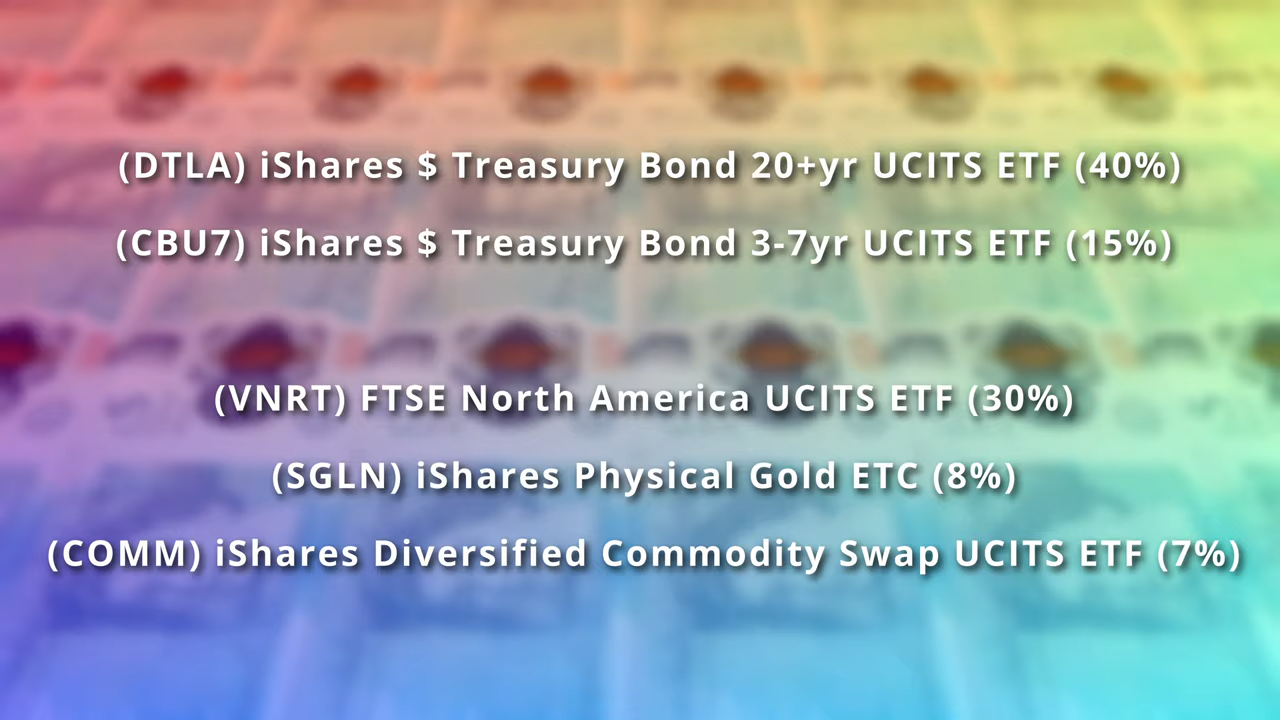 (DTLA) iShares $ Treasury Bond 20+yr UCITS ETF (40%)
(CBU7) iShares $ Treasury Bond 3-7yr UCITS ETF (15%)
(VNRT) FTSE North America UCITS ETF (30%)
(SGLN) iShares Physical Gold ETC (8%)
(COMM) iShares Diversified Commodity Swap UCITS ETF (7%)